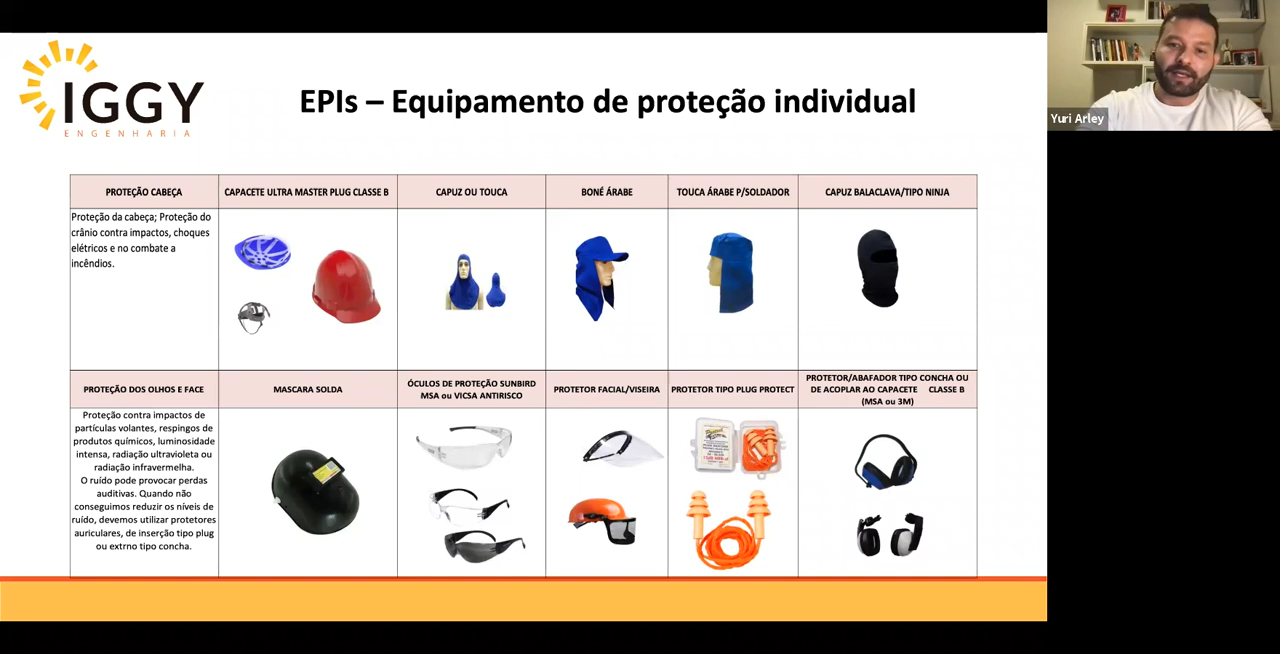 IGGY
ENGENHARIA
EPIs – Equipamento de proteção individual
Yuri Arley
PROTEÇÃO CABEÇA
CAPACETE ULTRA MASTER PLUG CLASSE B
CAPUZ OU TOUCA
BONÉ ÁRABE
TOUCA ÁRABE P/SOLDADOR
CAPUZ BALACLAVA/TIPO NINJA
Proteção da cabeça; Proteção do
crânio contra impactos, choques
elétricos e no combate a
incêndios.
PROTEÇÃO DOS OLHOS E FACE
MASCARA SOLDA
ÓCULOS DE PROTEÇÃO SUNBIRD
MSA ou VICSA ANTIRISCO
PROTETOR FACIAL/VISEIRA
PROTETOR TIPO PLUG PROTECT
PROTETOR/ABAFADOR TIPO CONCHA OU
DE ACOPLAR AO CAPACETE CLASSE B
(MSA ou 3M)
Proteção contra impactos de
partículas volantes, respingos de
produtos químicos, luminosidade
intensa, radiação ultravioleta ou
radiação infravermelha.
O ruído pode provocar perdas
auditivas. Quando não
conseguimos reduzir os níveis de
ruído, devemos utilizar protetores
auriculares, de inserção tipo plug
ou extrno tipo concha.